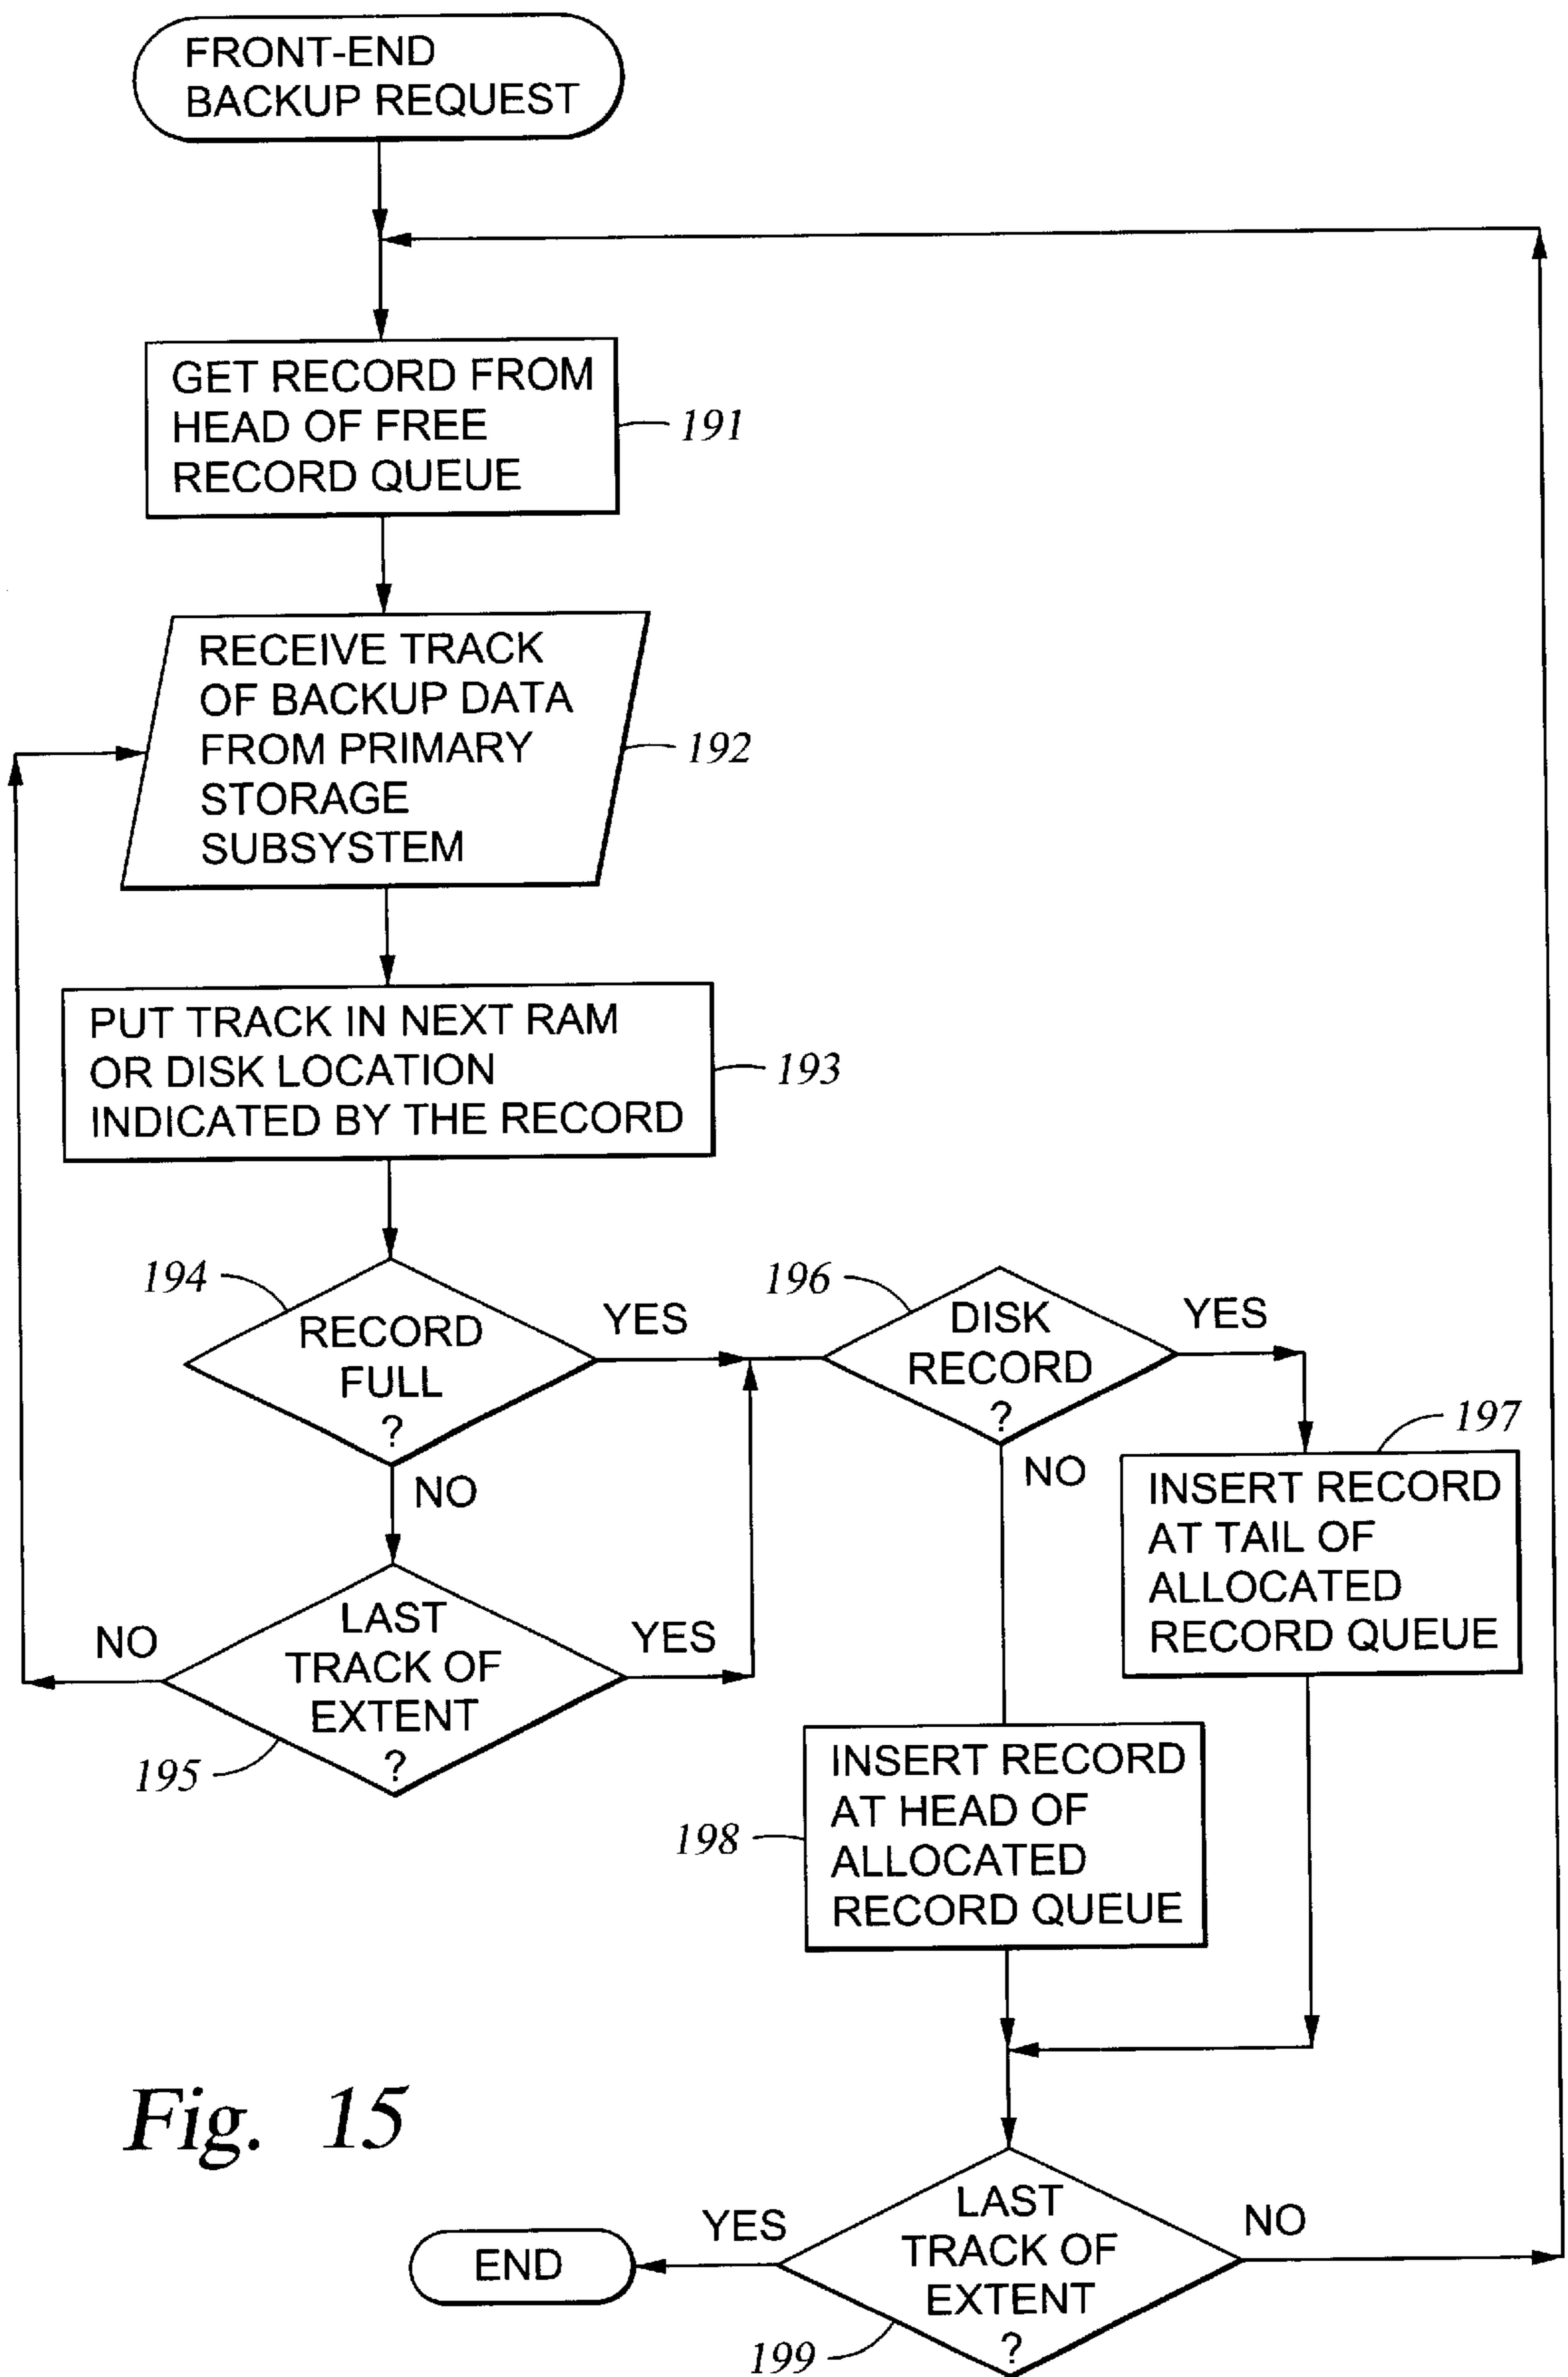 FRONT-END
BACKUP REQUEST
GET RECORD FROM
HEAD OF FREE
RECORD QUEUE
191
RECEIVE TRACK
OF BACKUP DATA
FROM PRIMARY
STORAGE
SUBSYSTEM
192
PUT TRACK IN NEXT RAM
OR DISK LOCATION
INDICATED BY THE RECORD
193
194
RECORD
FULL
?
YES
NO
LAST
TRACK OF
EXTENT
?
NO
YES
195
196
DISK
RECORD
?
YES
NO
197
INSERT RECORD
AT TAIL OF
ALLOCATED
RECORD QUEUE
INSERT RECORD
AT HEAD OF
ALLOCATED
RECORD QUEUE
198
LAST
TRACK OF
EXTENT
?
YES
NO
199
END
Fig. 15